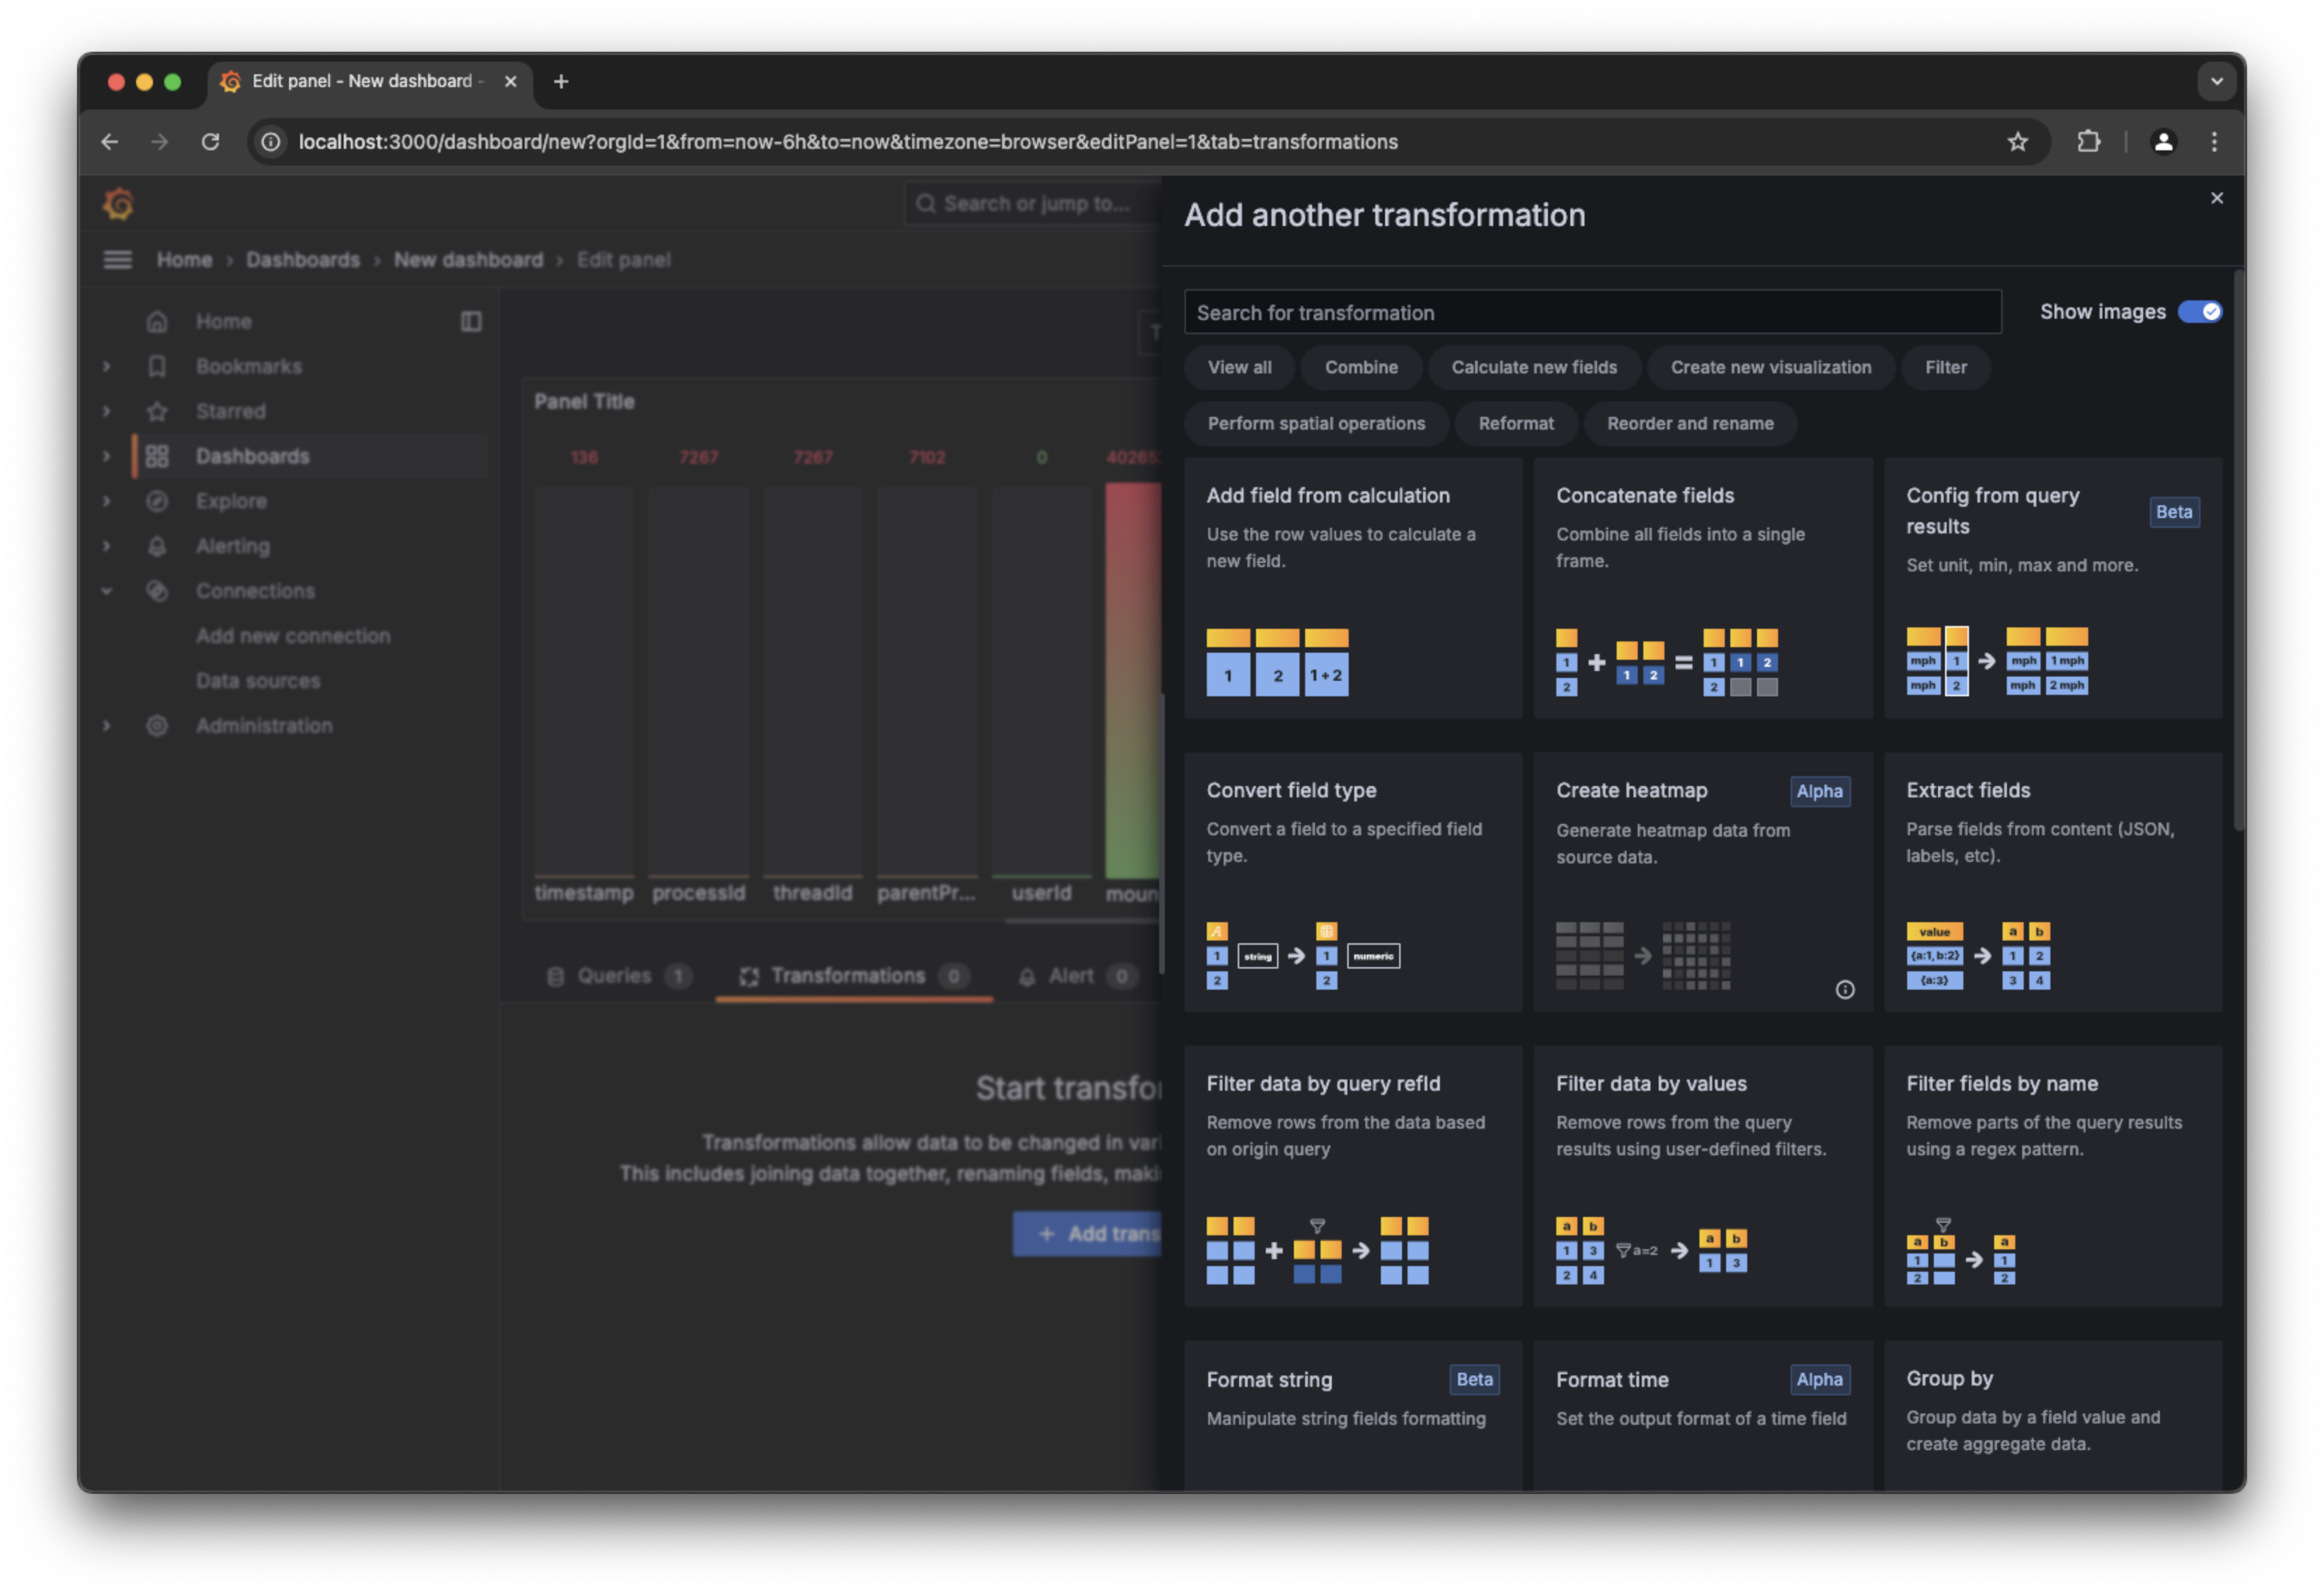 Edit panel - New dashboard -
localhost:3000/dashboard/new?orgId=1&from=now-6h&to=now&timezone=browser&editPanel=1&tab=transformations
Search or jump to...
Home › Dashboards › New dashboard › Edit panel
Home
Bookmarks
Starred
Dashboards
Explore
Alerting
Connections
Add new connection
Data sources
Administration
Panel Title
136 7267 7267 7102 0
timestamp processId threadId parentPr... userId moun
Queries 1 Transformations 0 Alert 0
Start transfor
Transformations allow data to be changed in vari
This includes joining data together, renaming fields, maki
+ Add trans
Add another transformation
Search for transformation
Show images
View all Combine Calculate new fields Create new visualization Filter
Perform spatial operations Reformat Reorder and rename
Add field from calculation
Use the row values to calculate a
new field.
1 2 1+2
Concatenate fields
Combine all fields into a single
frame.
1 + = 1 1 2
2 1 2 2
Config from query
results
Beta
Set unit, min, max and more.
mph 1 mph 1 mph
mph 2 mph 2 mph
Convert field type
Convert a field to a specified field
type.
A
1 string 1 numeric
2 2
Create heatmap
Alpha
Generate heatmap data from
source data.
Extract fields
Parse fields from content (JSON,
labels, etc).
value a b
{a:1, b:2} 1 2
{a:3} 3 4
Filter data by query refId
Remove rows from the data based
on origin query
+
Filter data by values
Remove rows from the query
results using user-defined filters.
a b a b
1 3 a=2 1 3
2 4
Filter fields by name
Remove parts of the query results
using a regex pattern.
a b a
1 1
2 2
Format string
Beta
Manipulate string fields formatting
Format time
Alpha
Set the output format of a time field
Group by
Group data by a field value and
create aggregate data.